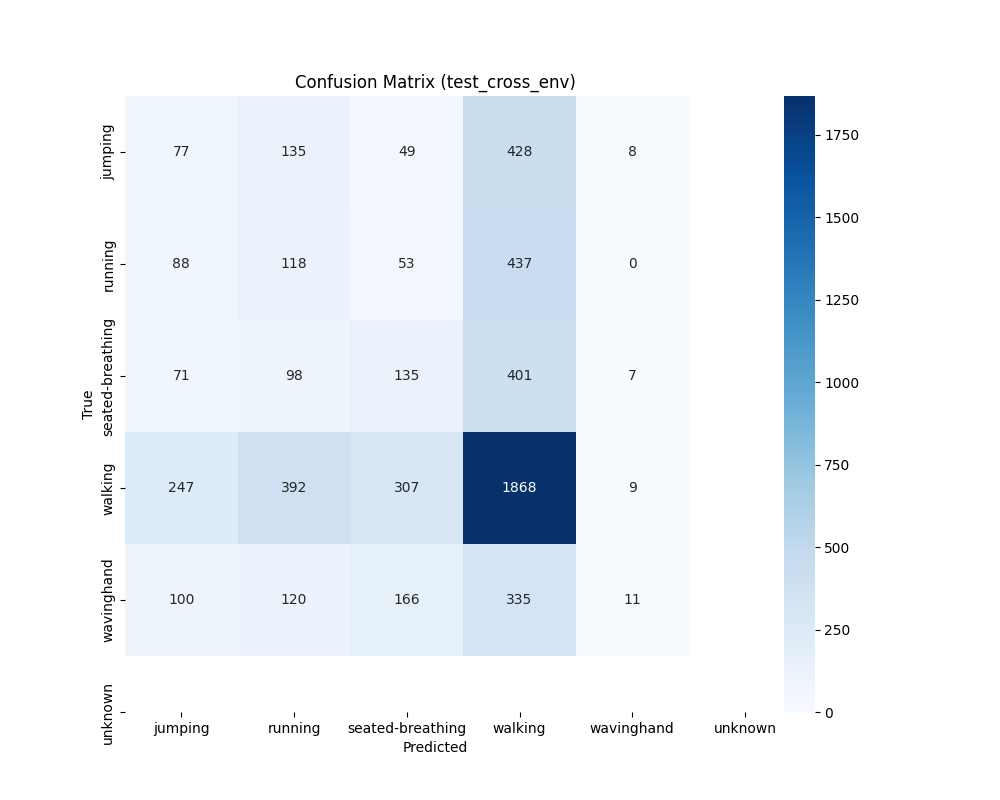 Confusion Matrix (test_cross_env)
True
jumping 77 135 49 428 8
running 88 118 53 437 0
seated-breathing 71 98 135 401 7
walking 247 392 307 1868 9
wavinghand 100 120 166 335 11
unknown
jumping running seated-breathing walking wavinghand unknown
Predicted
1750
1500
1250
1000
750
500
250
0